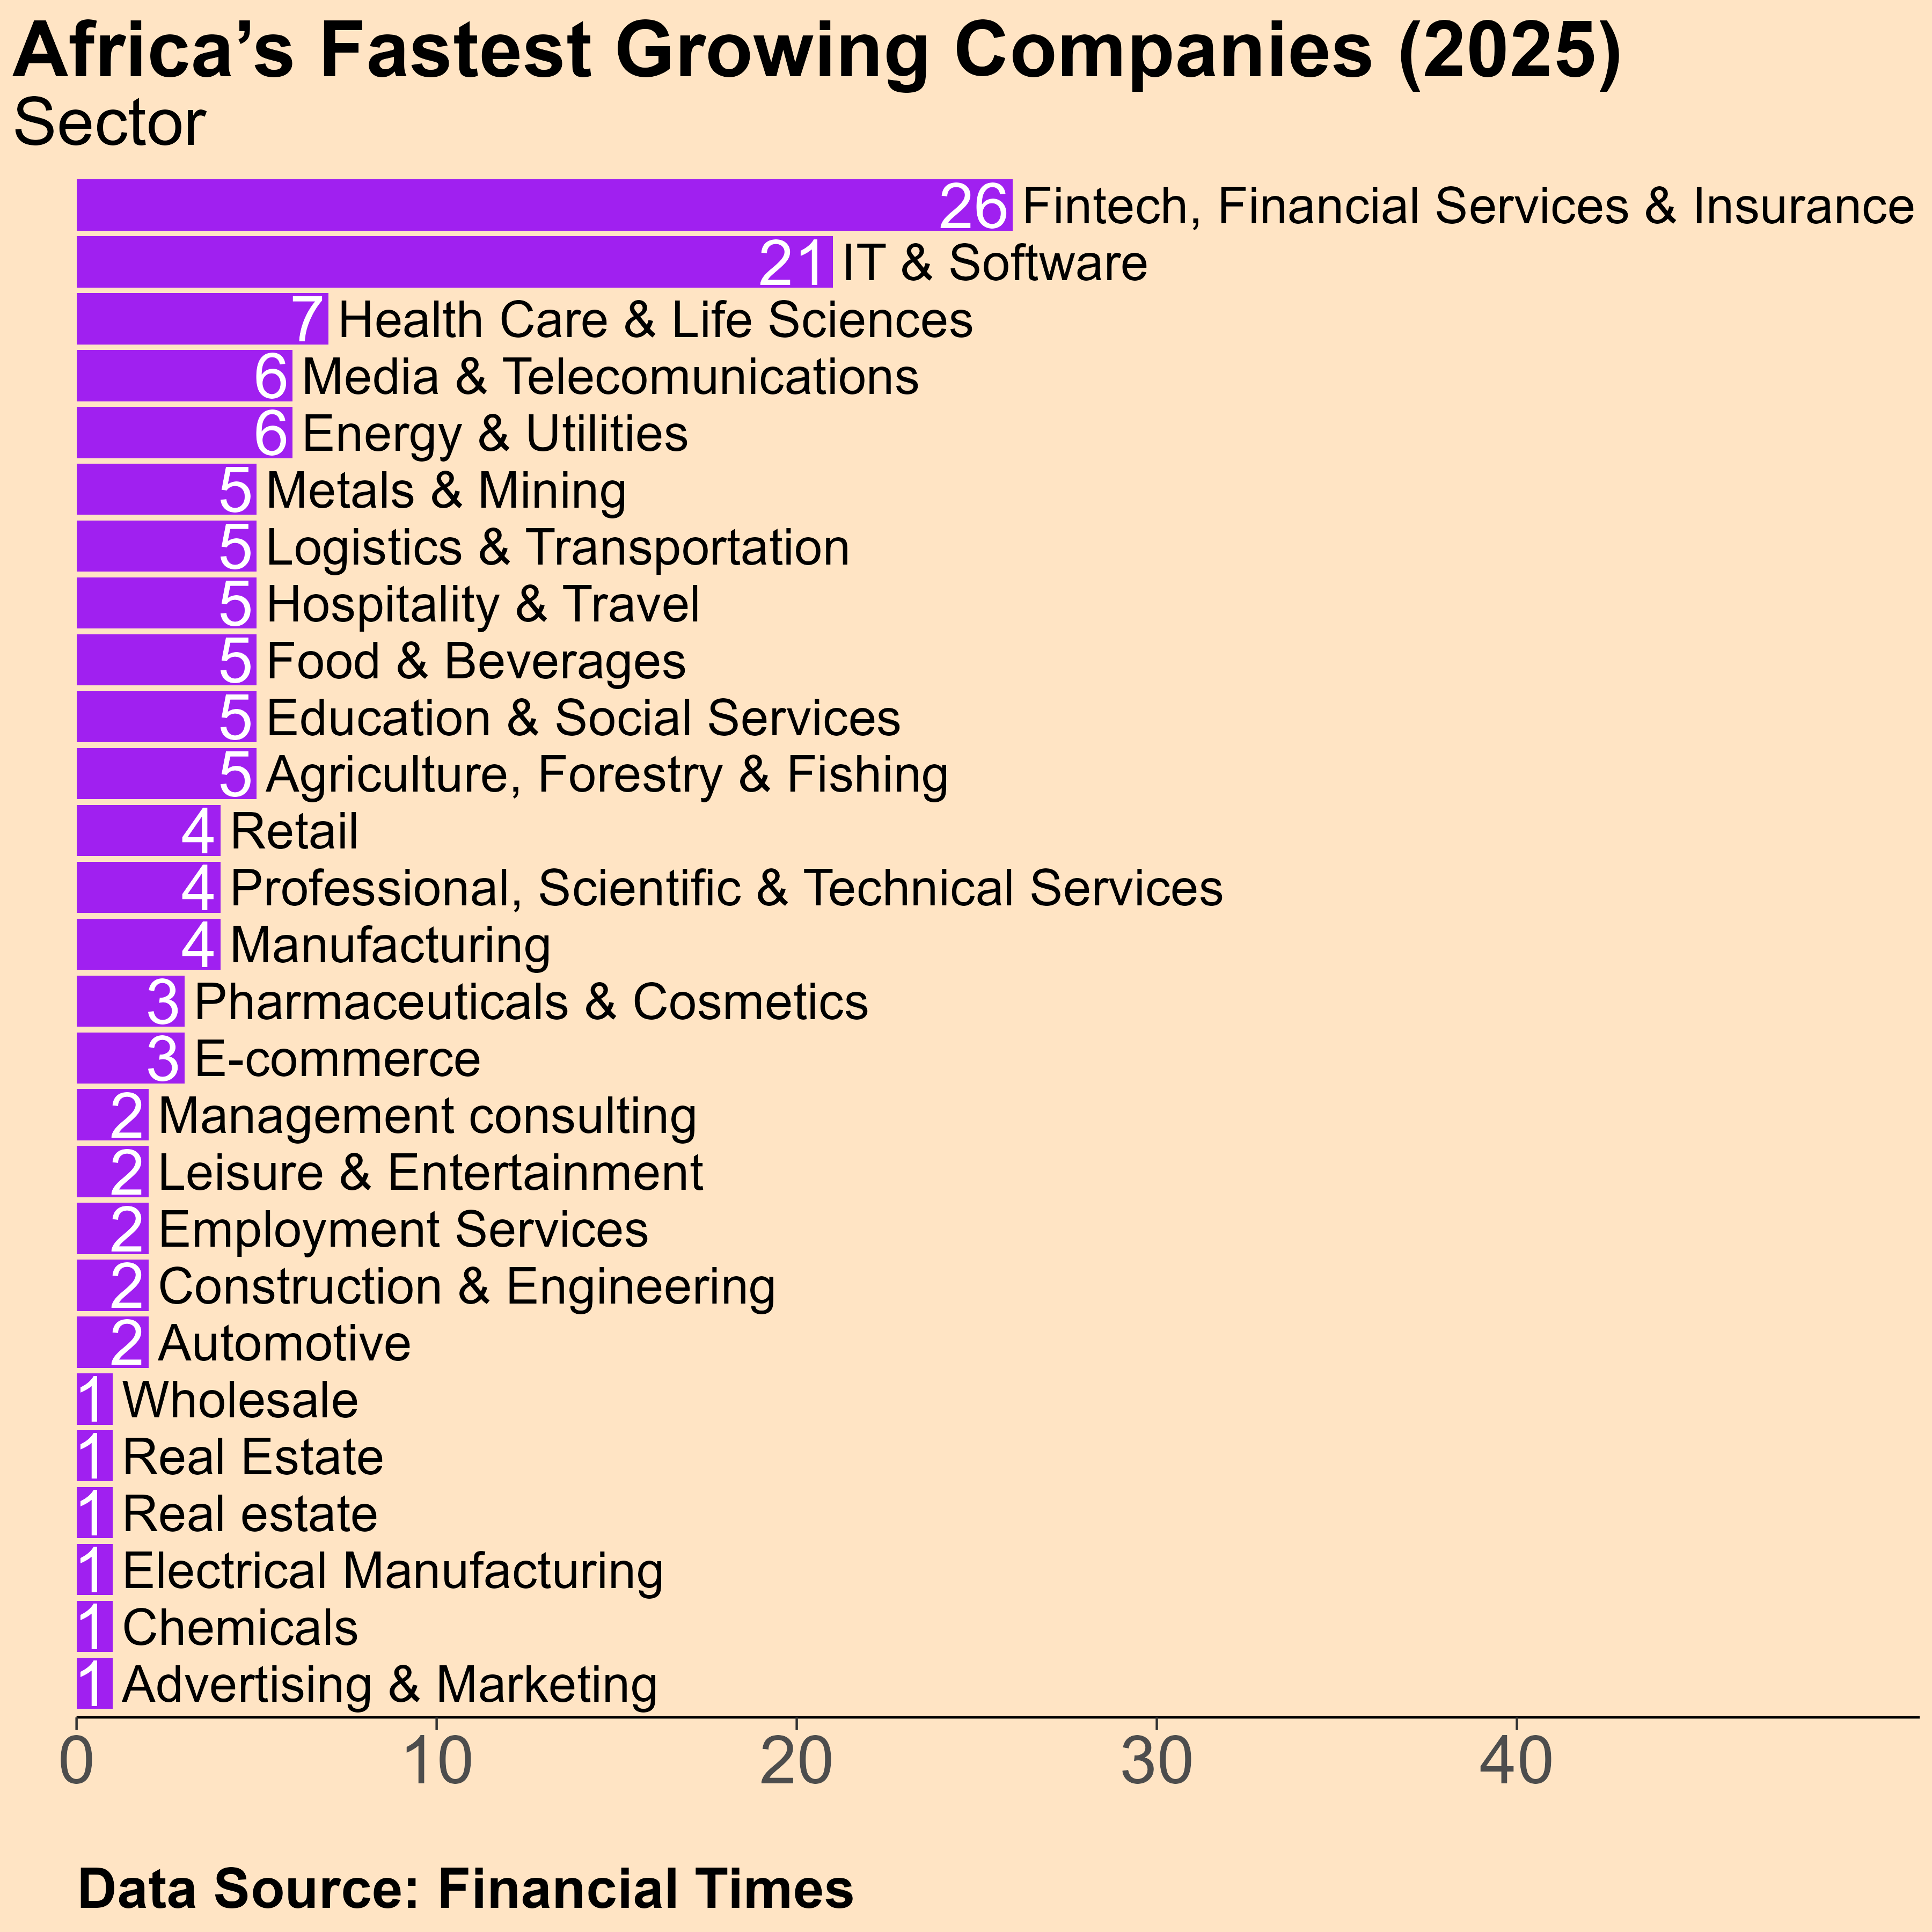 Africa’s Fastest Growing Companies (2025)
Sector
26 Fintech, Financial Services & Insurance
21 IT & Software
7 Health Care & Life Sciences
6 Media & Telecomunications
6 Energy & Utilities
5 Metals & Mining
5 Logistics & Transportation
5 Hospitality & Travel
5 Food & Beverages
5 Education & Social Services
5 Agriculture, Forestry & Fishing
4 Retail
4 Professional, Scientific & Technical Services
4 Manufacturing
3 Pharmaceuticals & Cosmetics
3 E-commerce
2 Management consulting
2 Leisure & Entertainment
2 Employment Services
2 Construction & Engineering
2 Automotive
1 Wholesale
1 Real Estate
1 Real estate
1 Electrical Manufacturing
1 Chemicals
1 Advertising & Marketing
0 10 20 30 40
Data Source: Financial Times